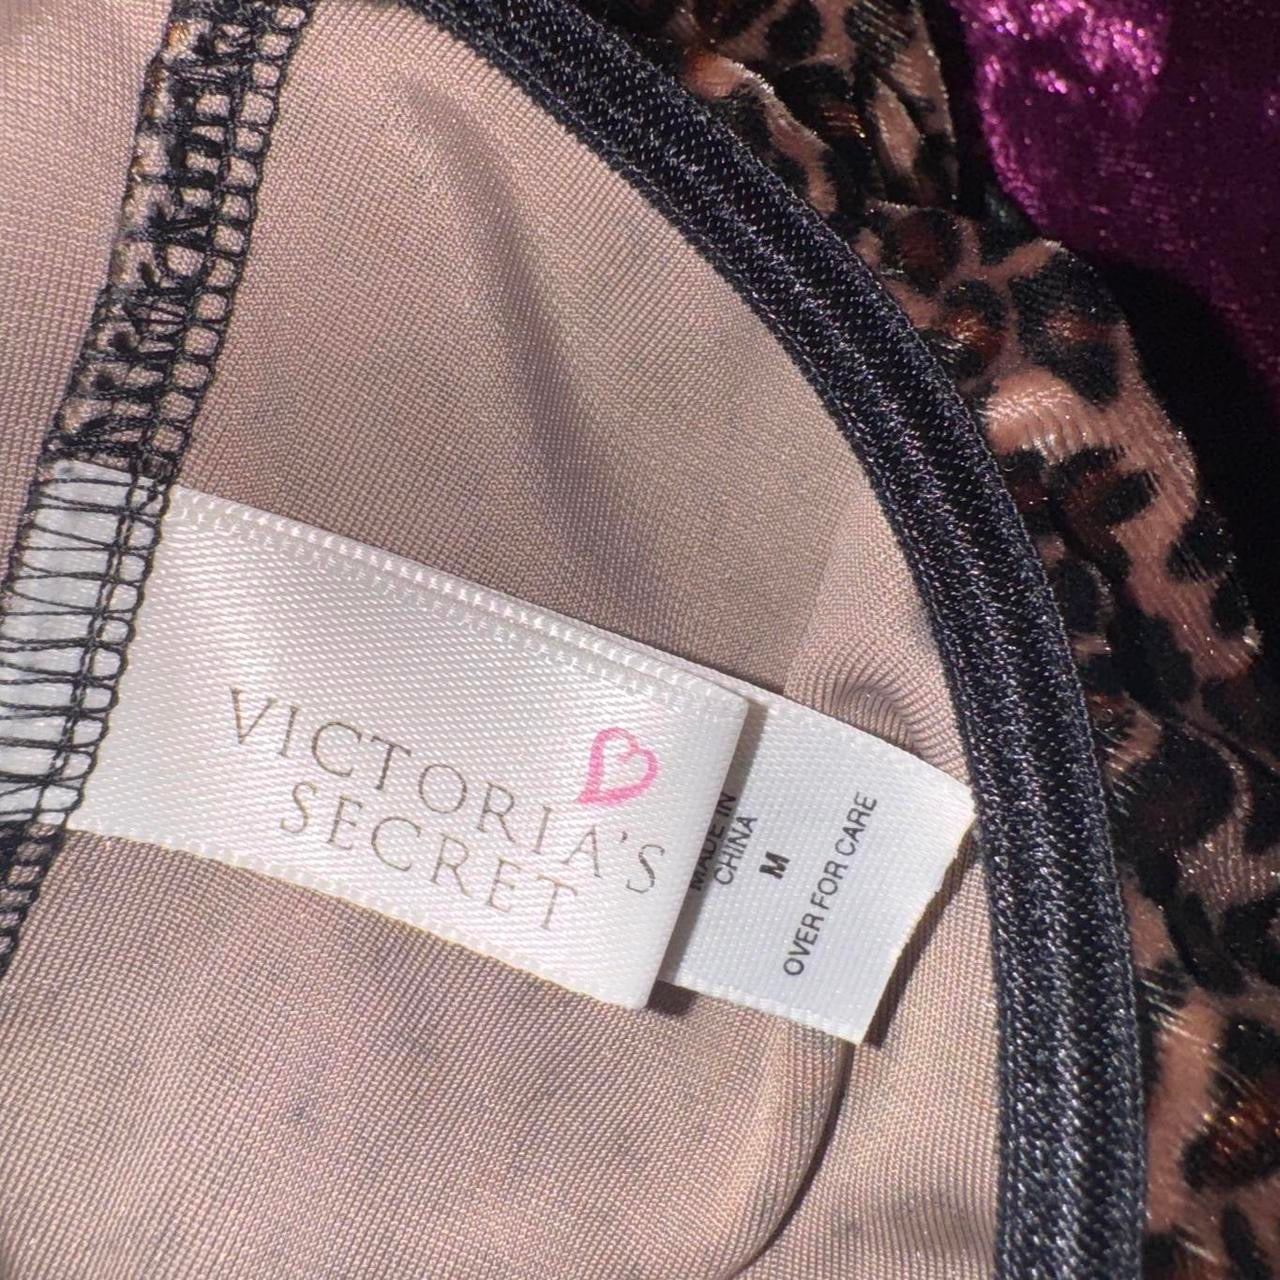 VICTORIA'S
SECRET
MADE IN
CHINA
M
OVER FOR CARE